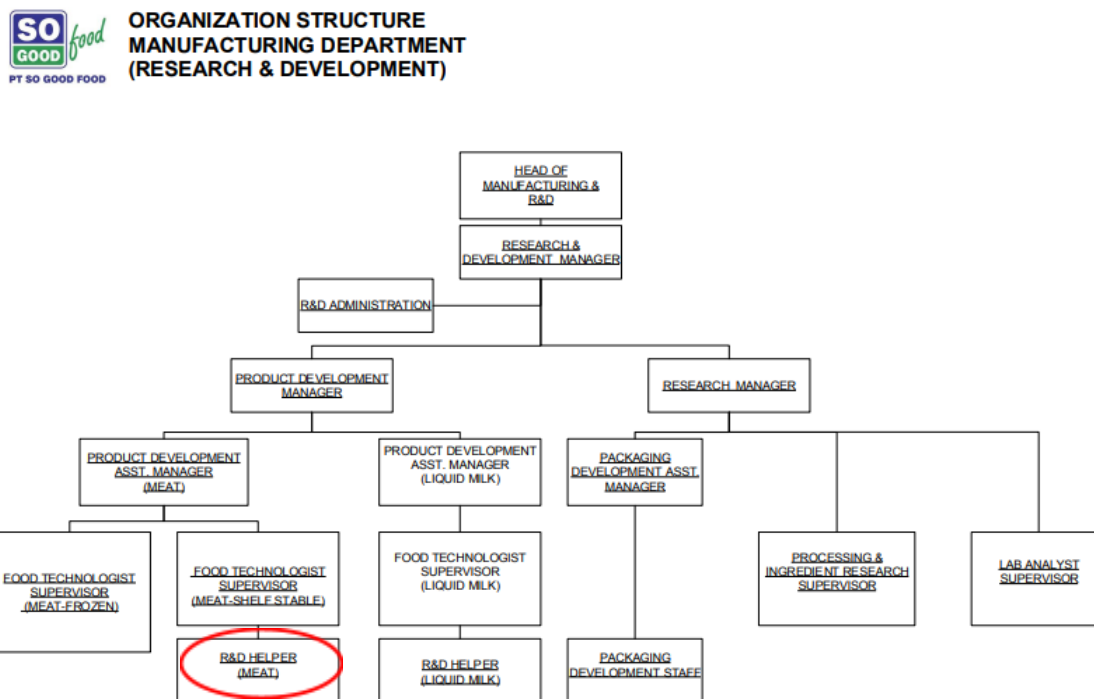 SO
GOOD
food
PT SO GOOD FOOD
ORGANIZATION STRUCTURE
MANUFACTURING DEPARTMENT
(RESEARCH & DEVELOPMENT)
HEAD OF
MANUFACTURING &
R&D
RESEARCH &
DEVELOPMENT MANAGER
R&D ADMINISTRATION
PRODUCT DEVELOPMENT
MANAGER
RESEARCH MANAGER
PRODUCT DEVELOPMENT
ASST. MANAGER
(MEAT)
PRODUCT DEVELOPMENT
ASST. MANAGER
(LIQUID MILK)
PACKAGING
DEVELOPMENT ASST.
MANAGER
FOOD TECHNOLOGIST
SUPERVISOR
(MEAT-FROZEN)
FOOD TECHNOLOGIST
SUPERVISOR
(MEAT-SHELF STABLE)
FOOD TECHNOLOGIST
SUPERVISOR
(LIQUID MILK)
PROCESSING &
INGREDIENT RESEARCH
SUPERVISOR
LAB ANALYST
SUPERVISOR
R&D HELPER
(MEAT)
R&D HELPER
(LIQUID MILK)
PACKAGING
DEVELOPMENT STAFF